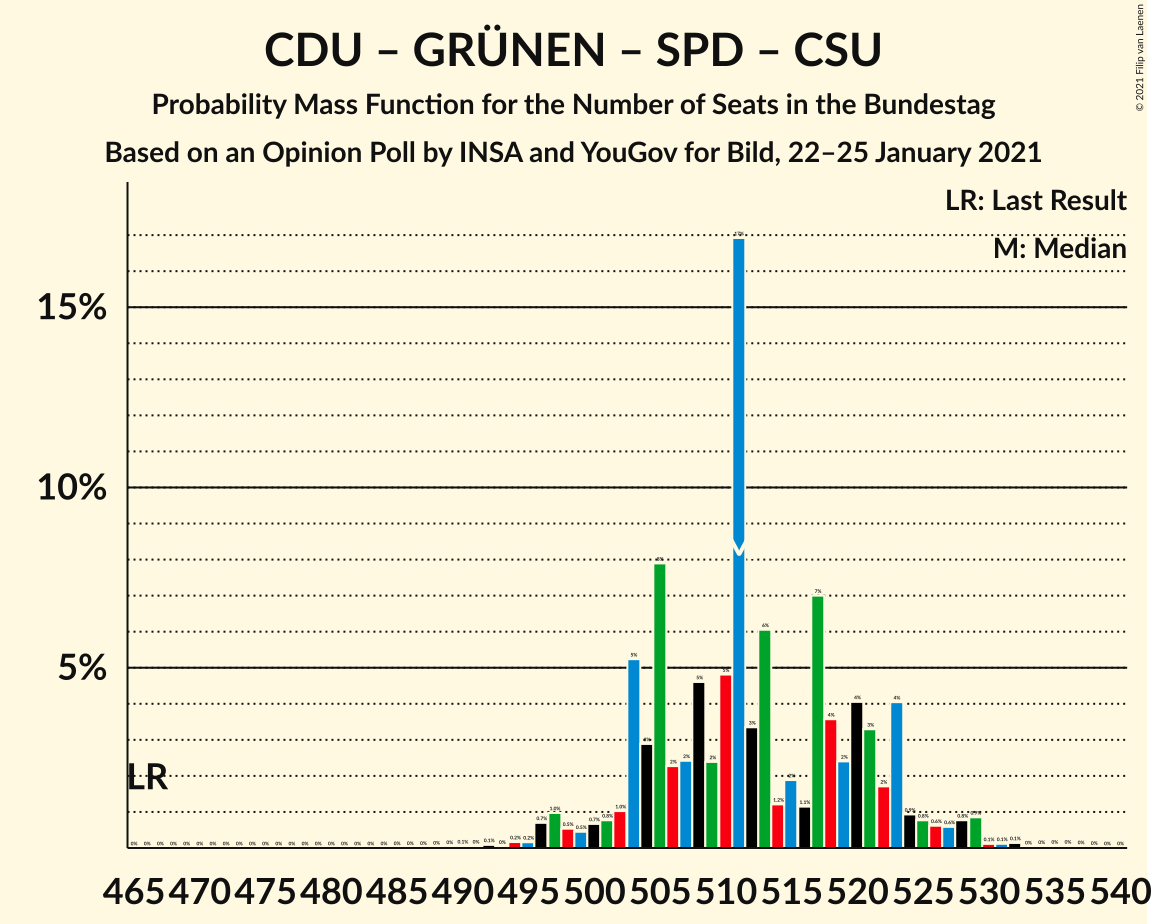 CDU – GRÜNEN – SPD – CSU
Probability Mass Function for the Number of Seats in the Bundestag
Based on an Opinion Poll by INSA and YouGov for Bild, 22–25 January 2021
© 2021 Filip van Laenen
LR: Last Result
M: Median
15%
10%
5%
LR
465 470 475 480 485 490 495 500 505 510 515 520 525 530 535 540